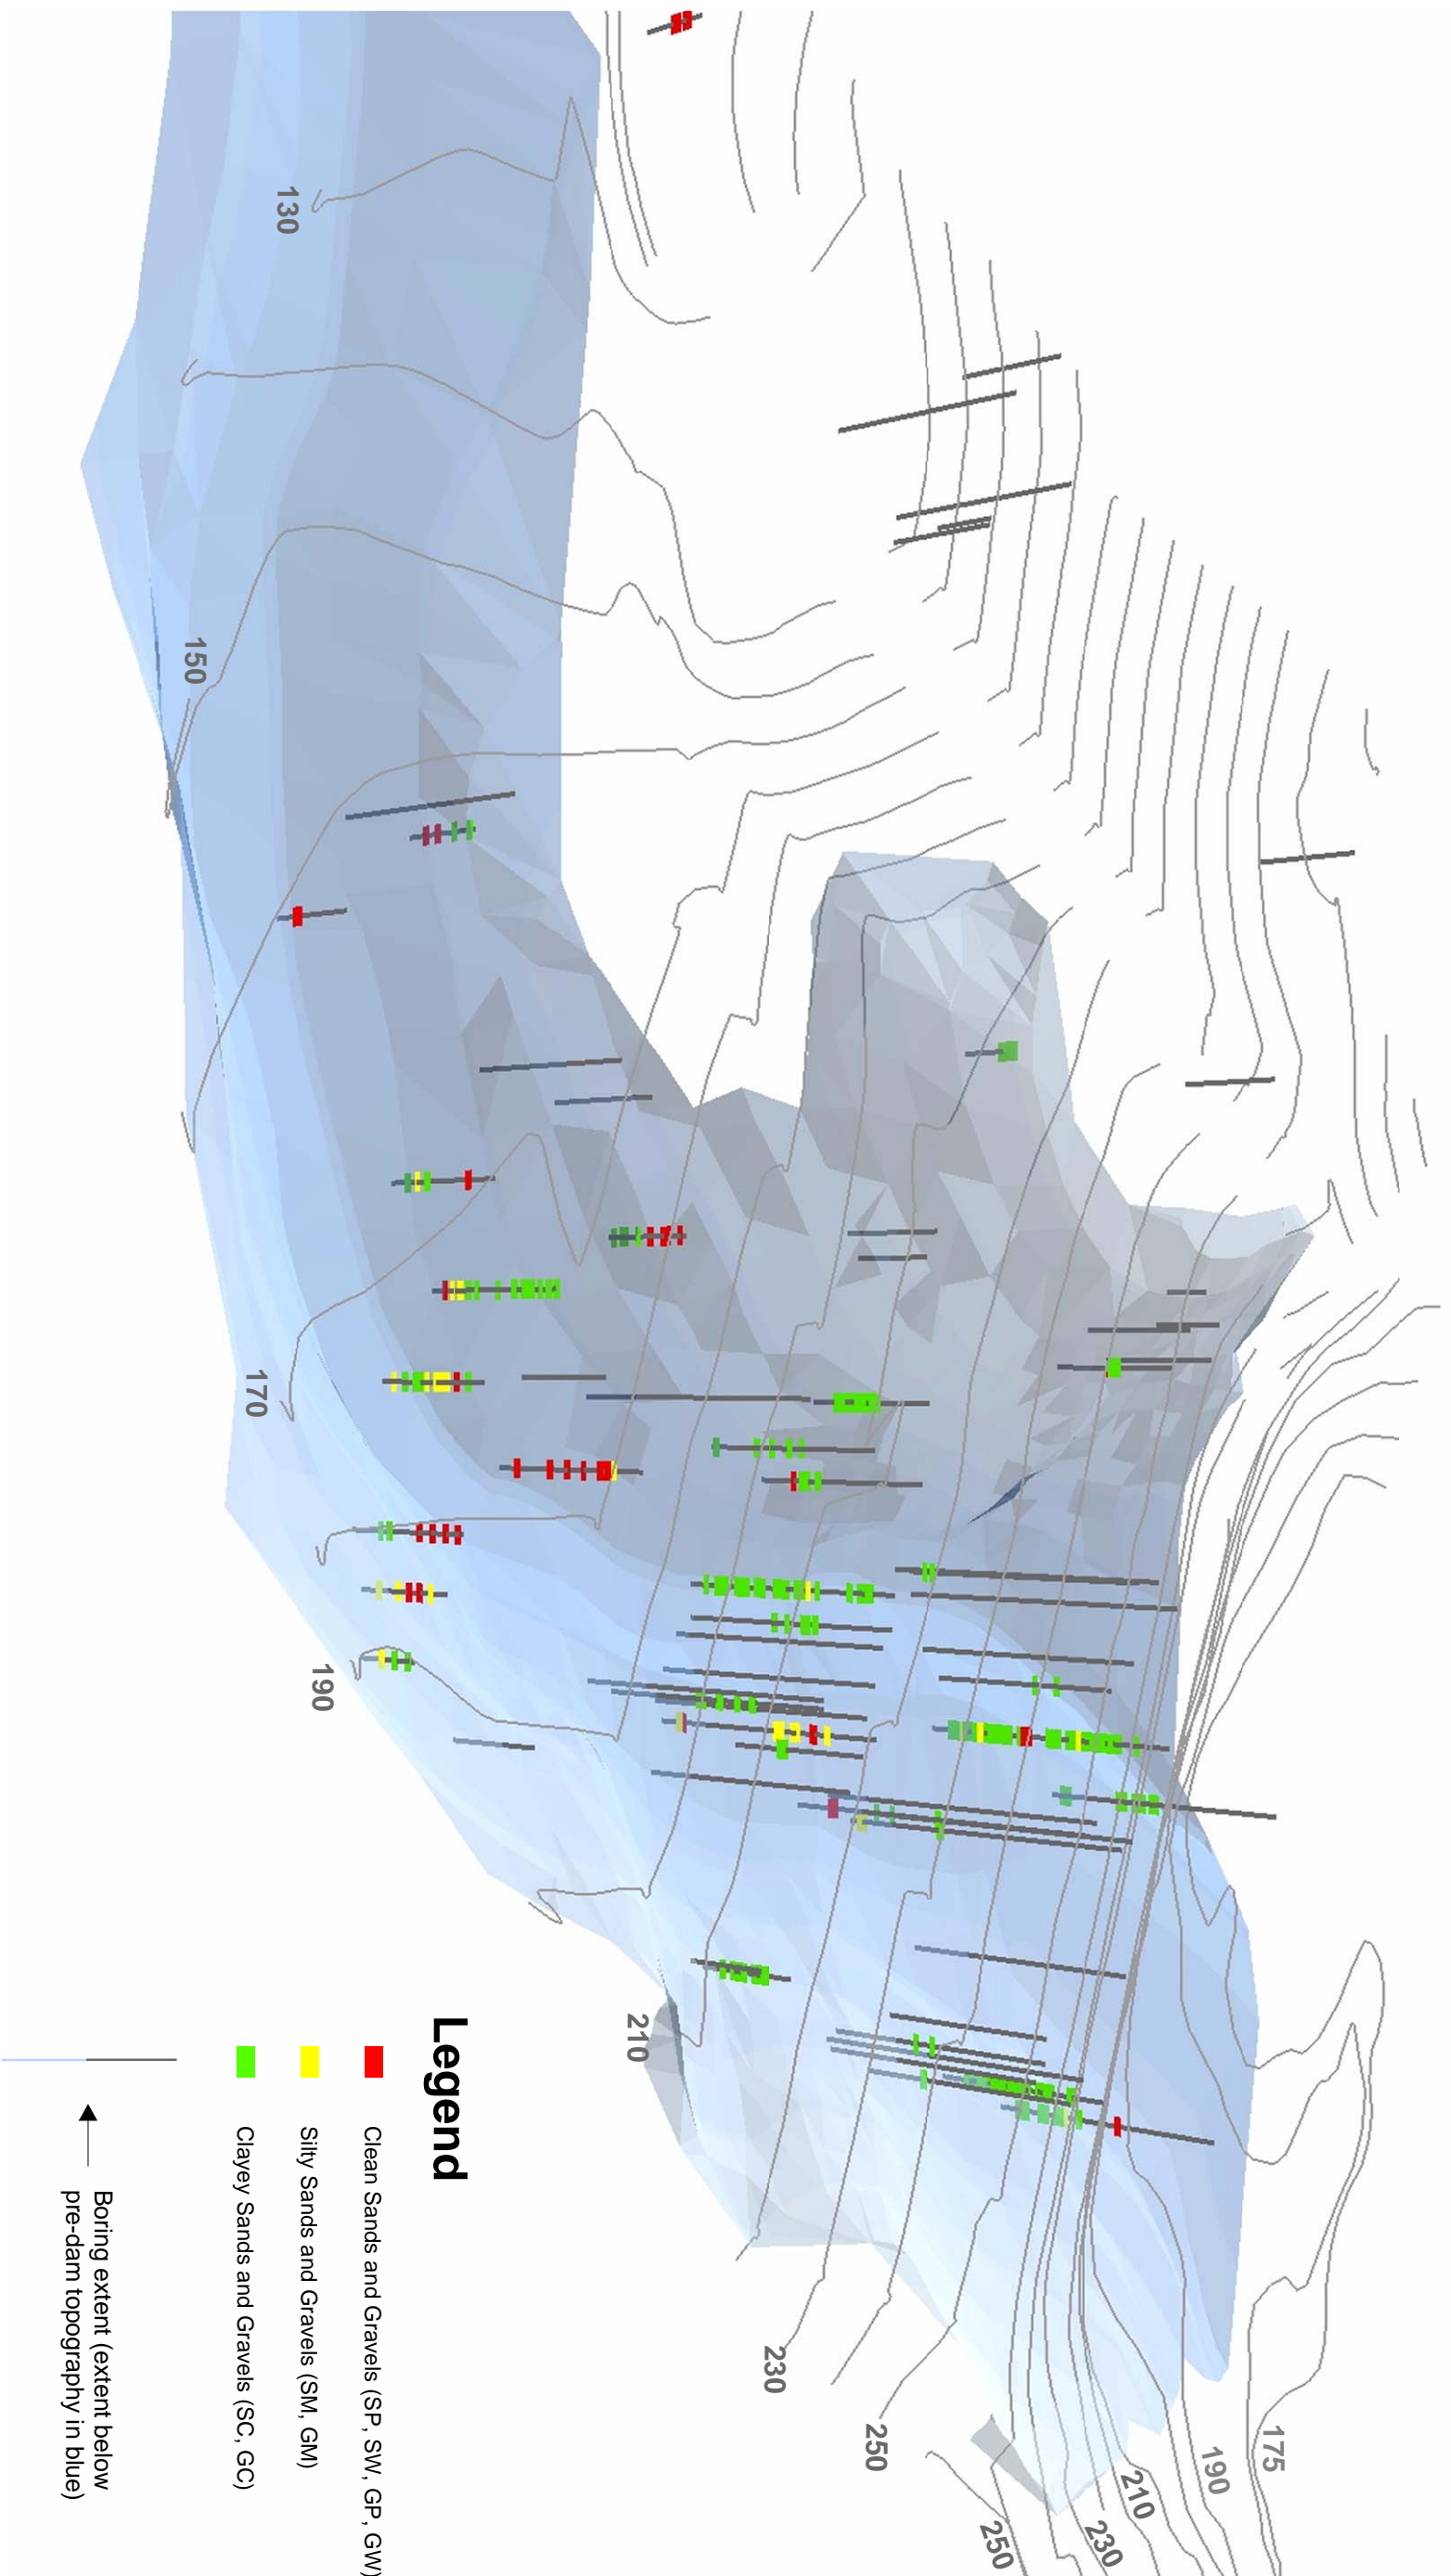 130
150
170
190
210
230
250
175
190
210
230
250
Legend
Clean Sands and Gravels (SP, SW, GP, GW)
Silty Sands and Gravels (SM, GM)
Clayey Sands and Gravels (SC, GC)
Boring extent (extent below
pre-dam topography in blue)